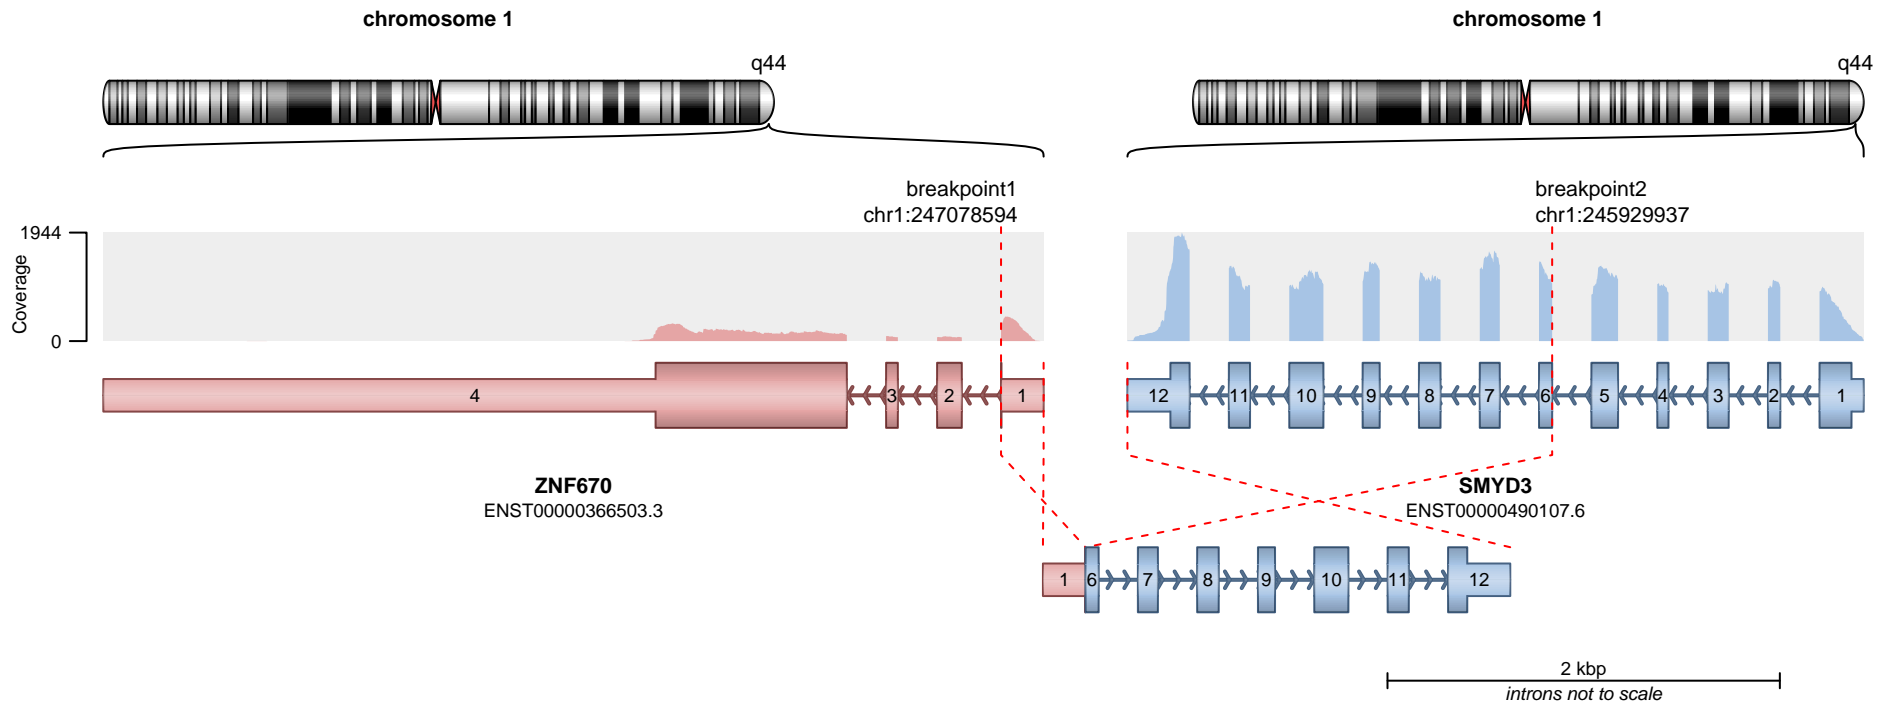 chromosome 1
chromosome 1
q44
q44
breakpoint1
chr1:247078594
breakpoint2
chr1:245929937
1944
Coverage
0
4 3 2 1
12 11 10 9 8 7 6 5 4 3 2 1
ZNF670
ENST00000366503.3
SMYD3
ENST00000490107.6
1 6 7 8 9 10 11 12
2 kbp
introns not to scale